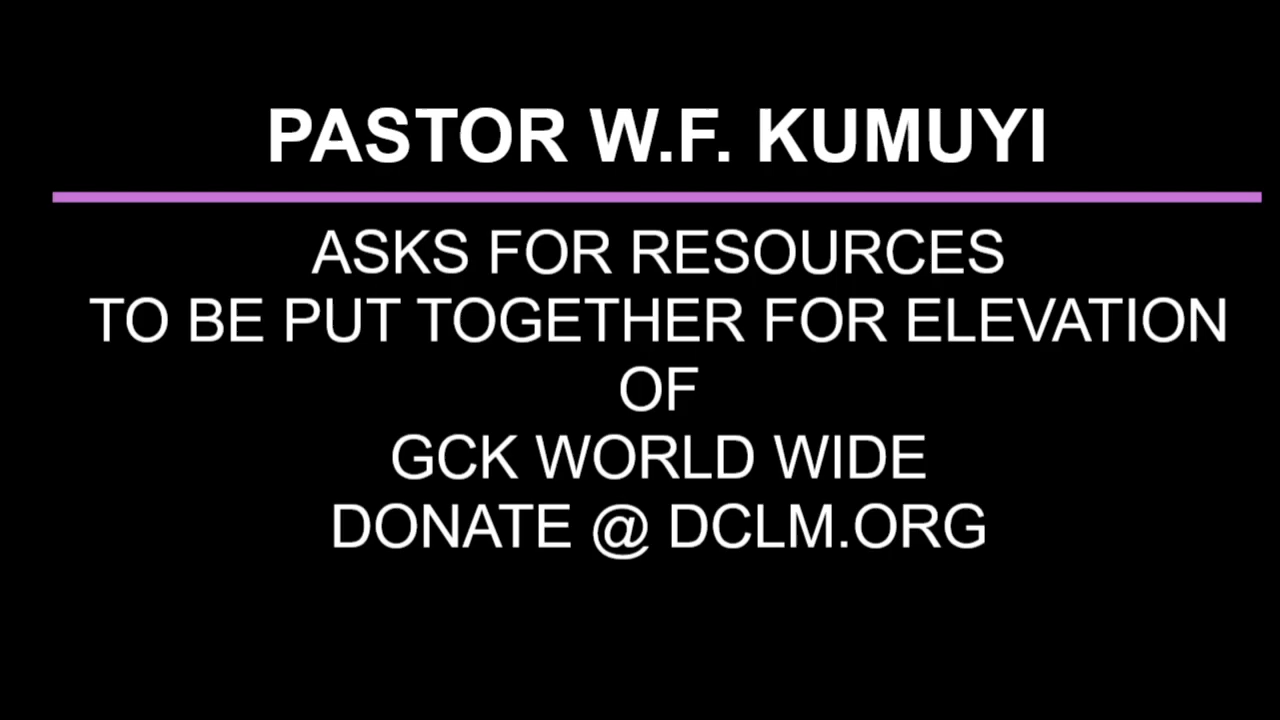 PASTOR W.F. KUMUYI
ASKS FOR RESOURCES
TO BE PUT TOGETHER FOR ELEVATION
OF
GCK WORLD WIDE
DONATE @ DCLM.ORG